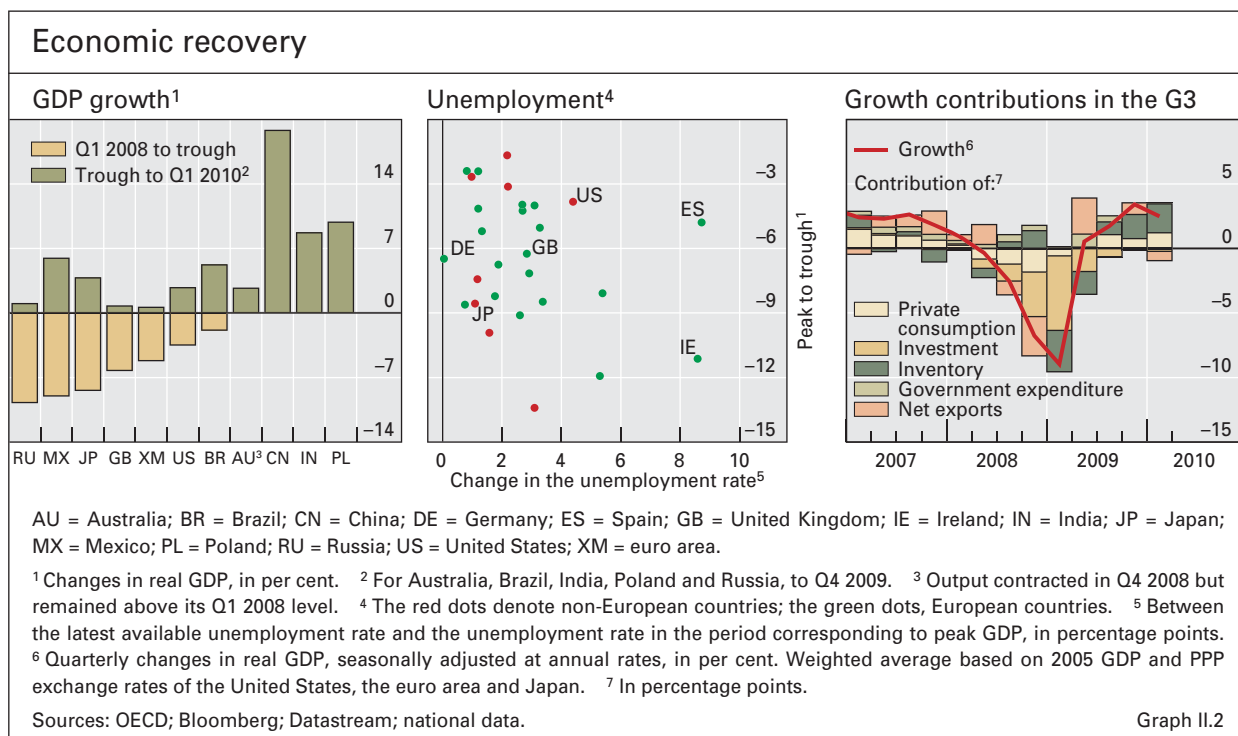 Economic recovery
GDP growth¹
Q1 2008 to trough
Trough to Q1 2010²
14
7
0
–7
–14
RU MX JP GB XM US BR AU³ CN IN PL
Unemployment⁴
US
ES
DE
GB
JP
IE
–3
–6
–9
–12
–15
Peak to trough¹
0 2 4 6 8 10
Change in the unemployment rate⁵
Growth contributions in the G3
Growth⁶
Contribution of:⁷
Private
consumption
Investment
Inventory
Government expenditure
Net exports
5
0
–5
–10
–15
2007 2008 2009 2010
AU = Australia; BR = Brazil; CN = China; DE = Germany; ES = Spain; GB = United Kingdom; IE = Ireland; IN = India; JP = Japan;
MX = Mexico; PL = Poland; RU = Russia; US = United States; XM = euro area.
¹ Changes in real GDP, in per cent. ² For Australia, Brazil, India, Poland and Russia, to Q4 2009. ³ Output contracted in Q4 2008 but
remained above its Q1 2008 level. ⁴ The red dots denote non-European countries; the green dots, European countries. ⁵ Between
the latest available unemployment rate and the unemployment rate in the period corresponding to peak GDP, in percentage points.
⁶ Quarterly changes in real GDP, seasonally adjusted at annual rates, in per cent. Weighted average based on 2005 GDP and PPP
exchange rates of the United States, the euro area and Japan. ⁷ In percentage points.
Sources: OECD; Bloomberg; Datastream; national data.
Graph II.2